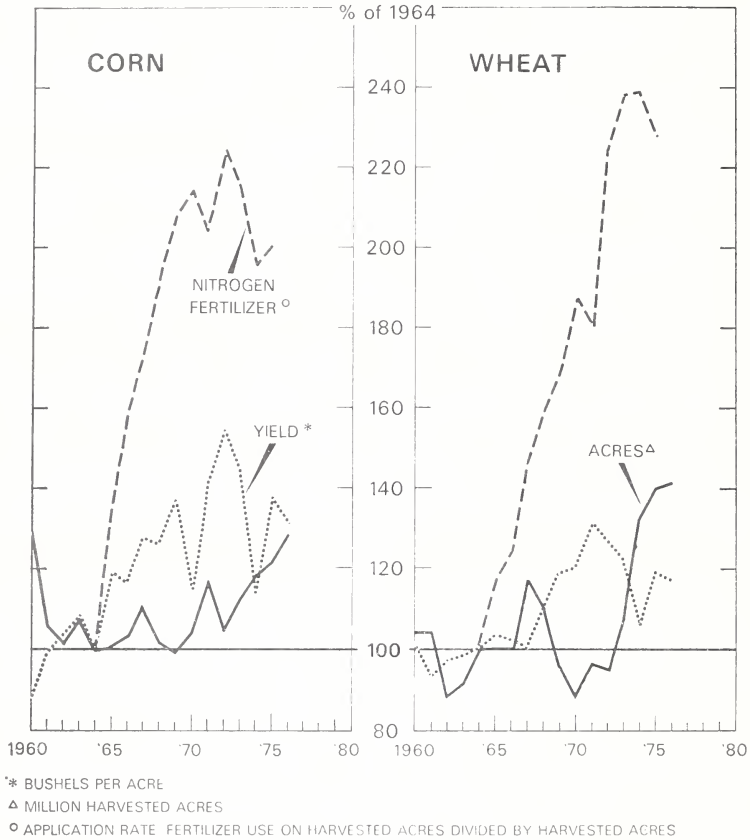 % of 1964
CORN
WHEAT
240
220
200
180
160
140
120
100
80
NITROGEN
FERTILIZER °
YIELD *
ACRES△
1960 '65 '70 '75 '80
1960 '65 '70 '75 '80
* BUSHELS PER ACRE
△ MILLION HARVESTED ACRES
° APPLICATION RATE FERTILIZER USE ON HARVESTED ACRES DIVIDED BY HARVESTED ACRES